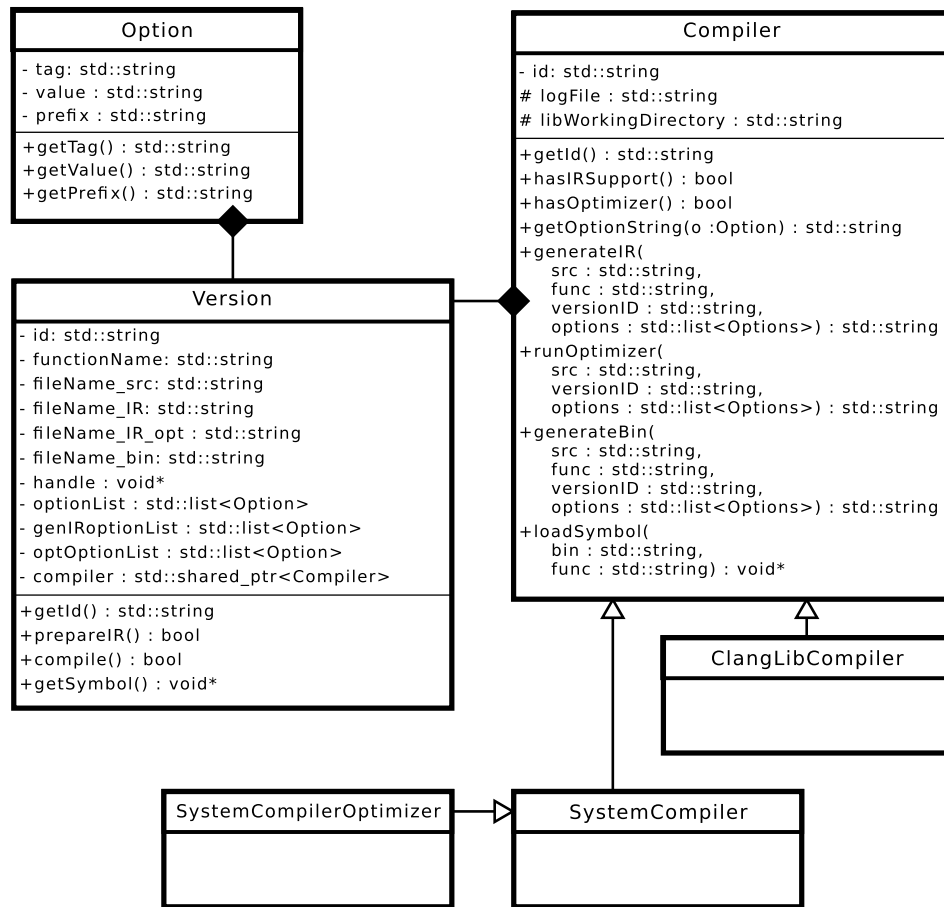 Option
- tag: std::string
- value : std::string
- prefix : std::string
+getTag() : std::string
+getValue() : std::string
+getPrefix() : std::string
Version
- id: std::string
- functionName: std::string
- fileName_src: std::string
- fileName_IR: std::string
- fileName_IR_opt : std::string
- fileName_bin: std::string
- handle : void*
- optionList : std::list<Option>
- genIRoptionList : std::list<Option>
- optOptionList : std::list<Option>
- compiler : std::shared_ptr<Compiler>
+getId() : std::string
+prepareIR() : bool
+compile() : bool
+getSymbol() : void*
Compiler
- id: std::string
# logFile : std::string
# libWorkingDirectory : std::string
+getId() : std::string
+hasIRSupport() : bool
+hasOptimizer() : bool
+getOptionString(o :Option) : std::string
+generateIR(
src : std::string,
func : std::string,
versionID : std::string,
options : std::list<Options>) : std::string
+runOptimizer(
src : std::string,
versionID : std::string,
options : std::list<Options>) : std::string
+generateBin(
src : std::string,
func : std::string,
versionID : std::string,
options : std::list<Options>) : std::string
+loadSymbol(
bin : std::string,
func : std::string) : void*
ClangLibCompiler
SystemCompilerOptimizer
SystemCompiler